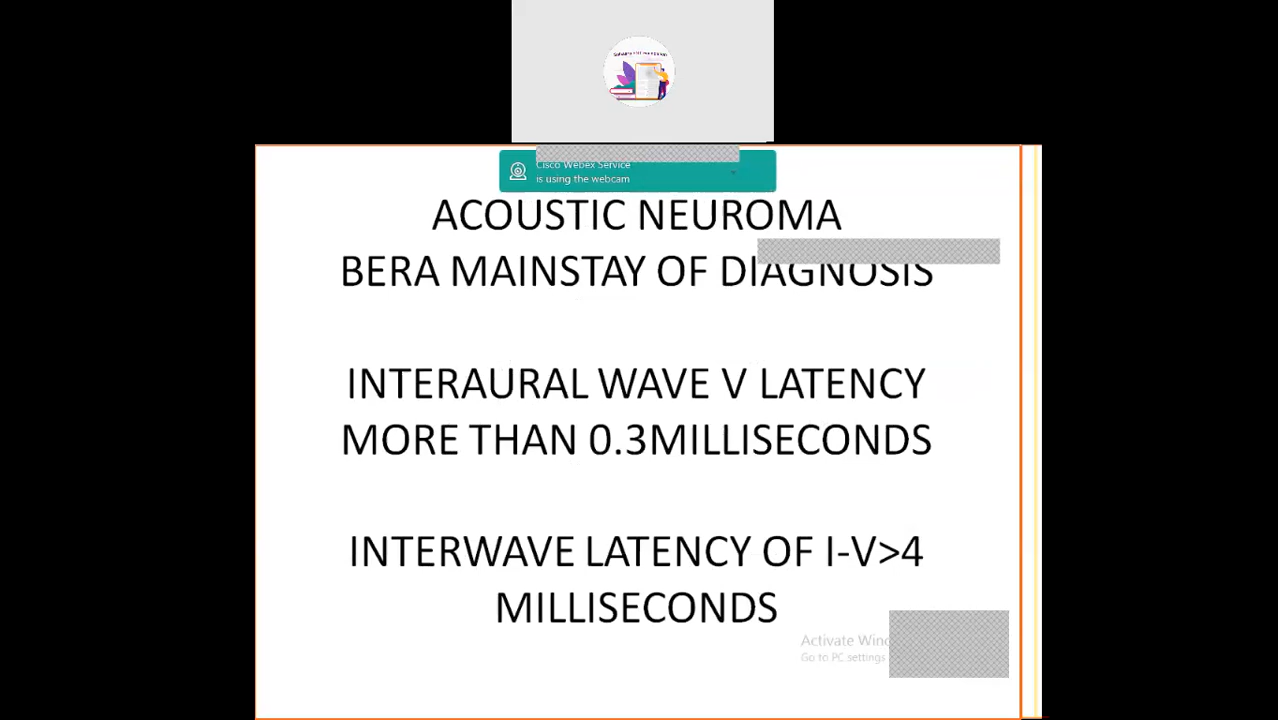 Cisco Webex Service
is using the webcam
ACOUSTIC NEUROMA
BERA MAINSTAY OF DIAGNOSIS
INTERAURAL WAVE V LATENCY
MORE THAN 0.3MILLISECONDS
INTERWAVE LATENCY OF I-V>4
MILLISECONDS
Activate
Go to PC settings